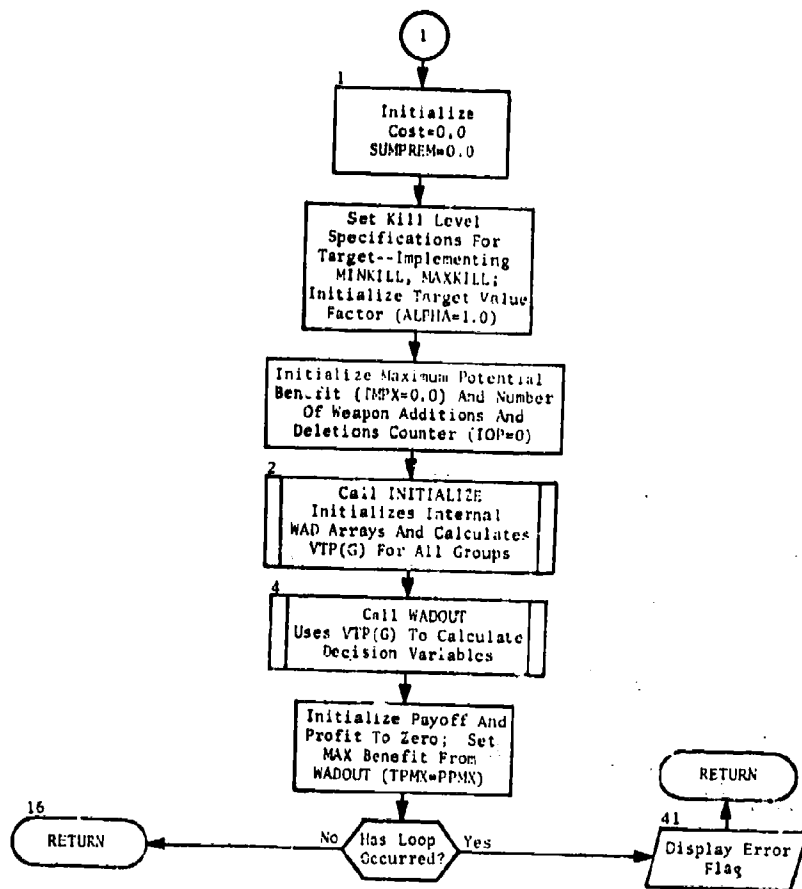 1
1
Initialize
Cost=0.0
SUMPREM=0.0
Set Kill Level
Specifications For
Target--Implementing
MINKILL, MAXKILL;
Initialize Target Value
Factor (ALPHA=1.0)
Initialize Maximum Potential
Benefit (TMPX=0.0) And Number
Of Weapon Additions And
Deletions Counter (IOP=0)
2
Call INITIALIZE
Initializes Internal
WAD Arrays And Calculates
VTP(G) For All Groups
4
Call WADOUT
Uses VTP(G) To Calculate
Decision Variables
Initialize Payoff And
Profit To Zero; Set
MAX Benefit From
WADOUT (TPMX=PPMX)
RETURN
16
RETURN
No
Has Loop
Occurred?
Yes
41
Display Error
Flag